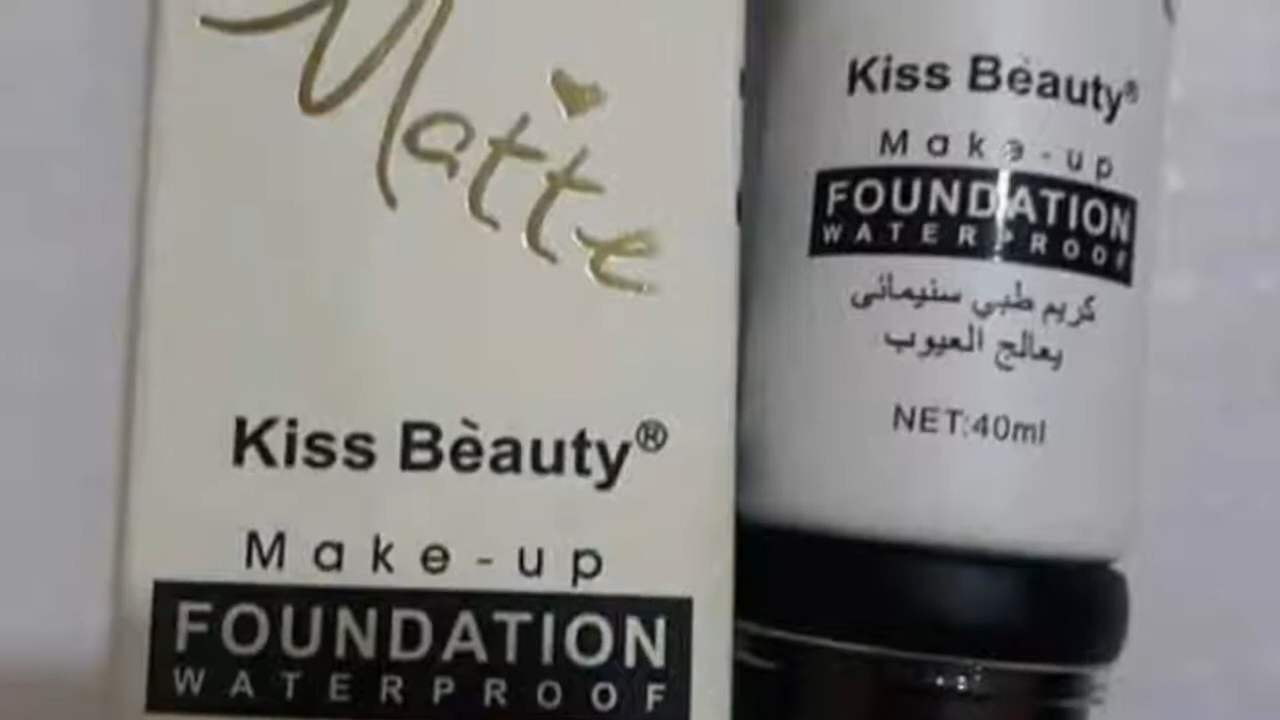 Matte
Kiss Bèauty®
Make-up
FOUNDATION
WATERPROOF
Kiss Bèauty®
Make-up
FOUNDATION
WATERPROOF
كريم طبي سنيمائى
يعالج العيوب
NET:40ml